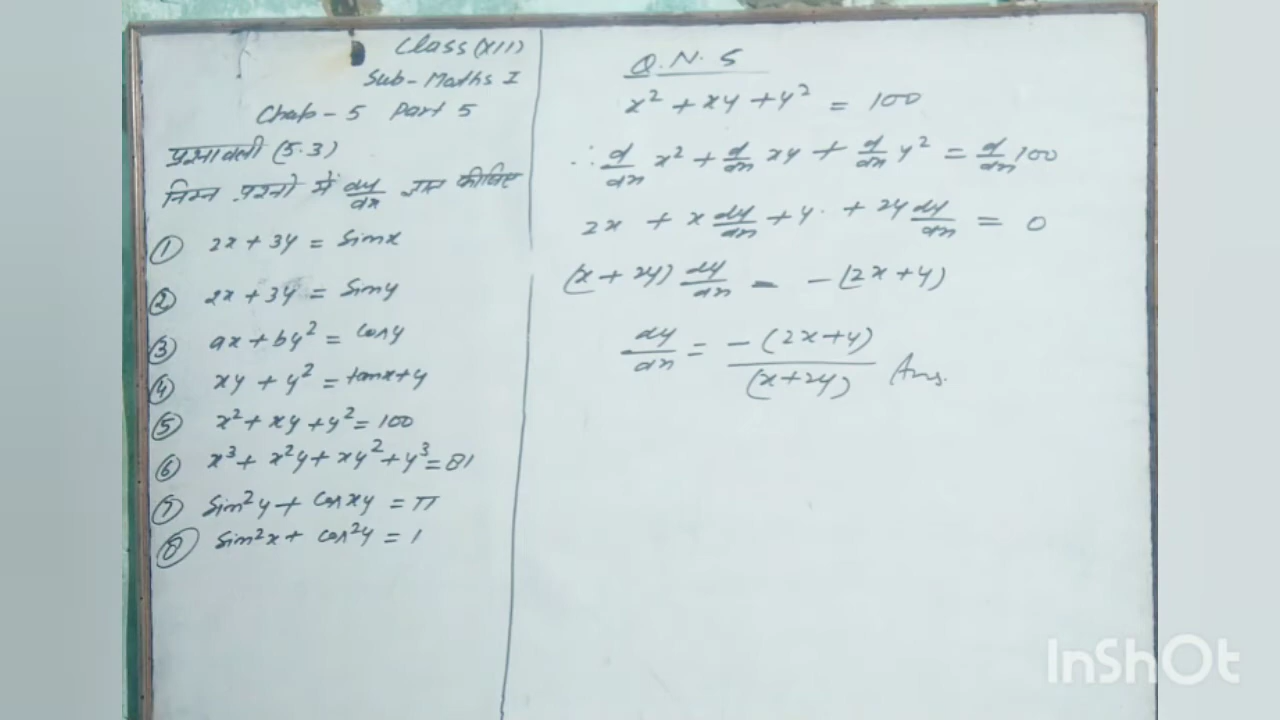 Class (XII)
Sub - Maths I
Chap - 5 Part 5
प्रश्नावली (5.3)
निम्न प्रश्नों में dy/dx ज्ञात कीजिए
① 2x + 3y = sinx
② 2x + 3y = siny
③ ax + by² = cosy
④ xy + y² = tanx + y
⑤ x² + xy + y² = 100
⑥ x³ + x²y + xy² + y³ = 81
⑦ sin²y + cosxy = π
⑧ sin²x + cos²y = 1
Q.N. 5
x² + xy + y² = 100
∴ d/dx x² + d/dx xy + d/dx y² = d/dx 100
2x + x dy/dx + y + 2y dy/dx = 0
(x + 2y) dy/dx = -(2x + y)
dy/dx = -(2x + y)/(x + 2y) Ans.
InShOt